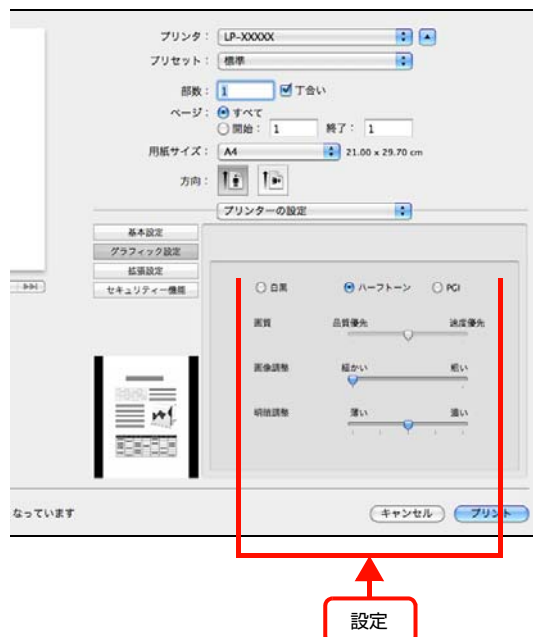 プリンタ： LP-XXXXX
プリセット： 標準
部数： 1 丁合い
ページ： すべて
開始： 1 終了： 1
用紙サイズ： A4 21.00 x 29.70 cm
方向：
プリンターの設定
基本設定
グラフィック設定
拡張設定
セキュリティー機能
白黒 ハーフトーン PGI
画質 品質優先 速度優先
画像調整 細かい 粗い
明暗調整 薄い 濃い
なっています キャンセル プリント
設定